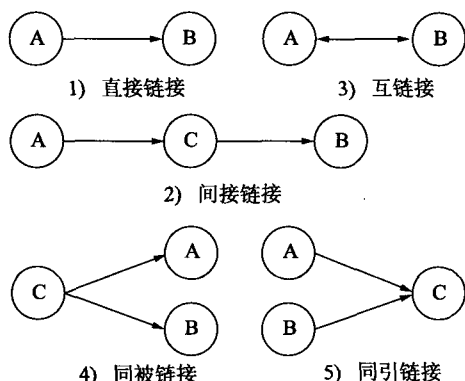 A B A B
1) 直接链接 3) 互链接
A C B
2) 间接链接
A A
C C
B B
4) 同被链接 5) 同引链接